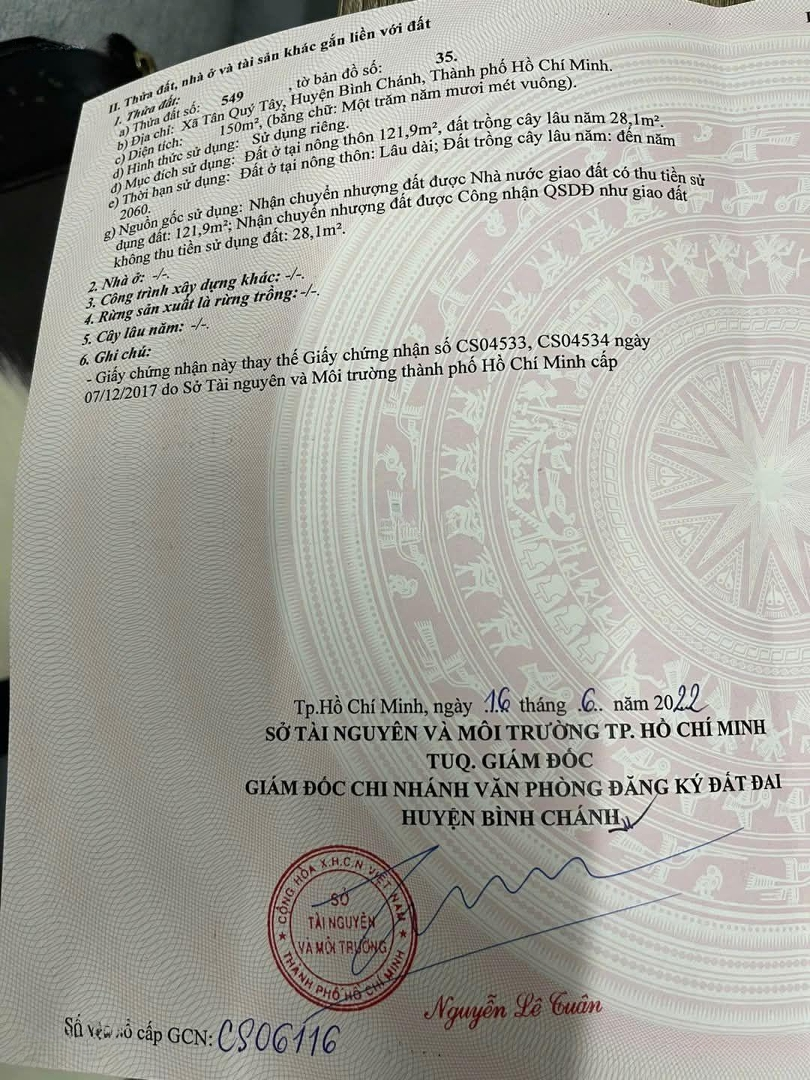 II. Thửa đất, nhà ở và tài sản khác gắn liền với đất
1. Thửa đất:
a) Thửa đất số: 549 , tờ bản đồ số: 35.
b) Địa chỉ: Xã Tân Quý Tây, Huyện Bình Chánh, Thành phố Hồ Chí Minh.
c) Diện tích: 150m², (bằng chữ: Một trăm năm mươi mét vuông).
d) Hình thức sử dụng: Sử dụng riêng.
đ) Mục đích sử dụng: Đất ở tại nông thôn 121,9m², đất trồng cây lâu năm 28,1m².
e) Thời hạn sử dụng: Đất ở tại nông thôn: Lâu dài; Đất trồng cây lâu năm: đến năm
2060.
g) Nguồn gốc sử dụng: Nhận chuyển nhượng đất được Nhà nước giao đất có thu tiền sử
dụng đất: 121,9m²; Nhận chuyển nhượng đất được Công nhận QSDĐ như giao đất
không thu tiền sử dụng đất: 28,1m².
2. Nhà ở: -/-.
3. Công trình xây dựng khác: -/-.
4. Rừng sản xuất là rừng trồng: -/-.
5. Cây lâu năm: -/-.
6. Ghi chú:
- Giấy chứng nhận này thay thế Giấy chứng nhận số CS04533, CS04534 ngày
07/12/2017 do Sở Tài nguyên và Môi trường thành phố Hồ Chí Minh cấp
Tp.Hồ Chí Minh, ngày 16 tháng 6 năm 2022
SỞ TÀI NGUYÊN VÀ MÔI TRƯỜNG TP. HỒ CHÍ MINH
TUQ. GIÁM ĐỐC
GIÁM ĐỐC CHI NHÁNH VĂN PHÒNG ĐĂNG KÝ ĐẤT ĐAI
HUYỆN BÌNH CHÁNH
CỘNG HÒA X.H.C.N VIỆT NAM
SỞ
TÀI NGUYÊN
VÀ MÔI TRƯỜNG
THÀNH PHỐ HỒ CHÍ MINH
Nguyễn Lê Tuân
Số sổ cấp GCN: CS06116